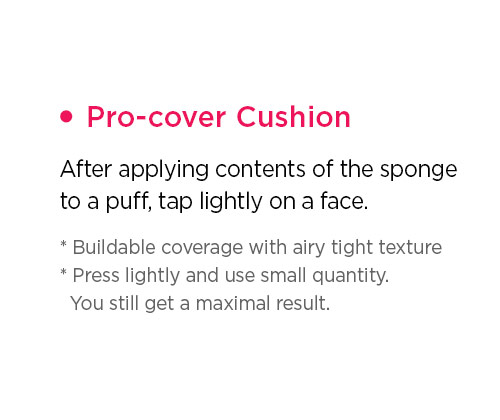 • Pro-cover Cushion
After applying contents of the sponge
to a puff, tap lightly on a face.
* Buildable coverage with airy tight texture
* Press lightly and use small quantity.
You still get a maximal result.